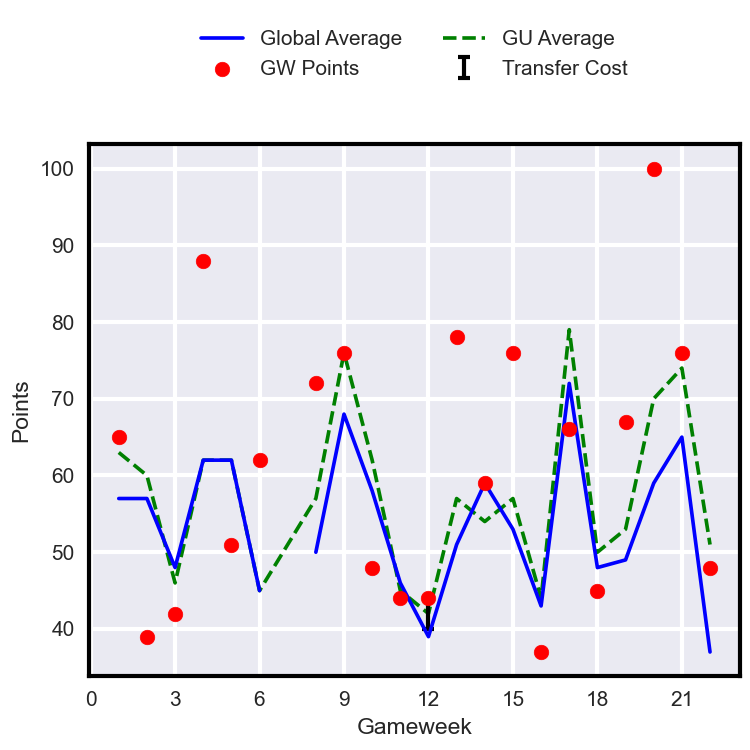 Global Average
GU Average
GW Points
Transfer Cost
100
90
80
70
60
50
40
Points
0 3 6 9 12 15 18 21
Gameweek